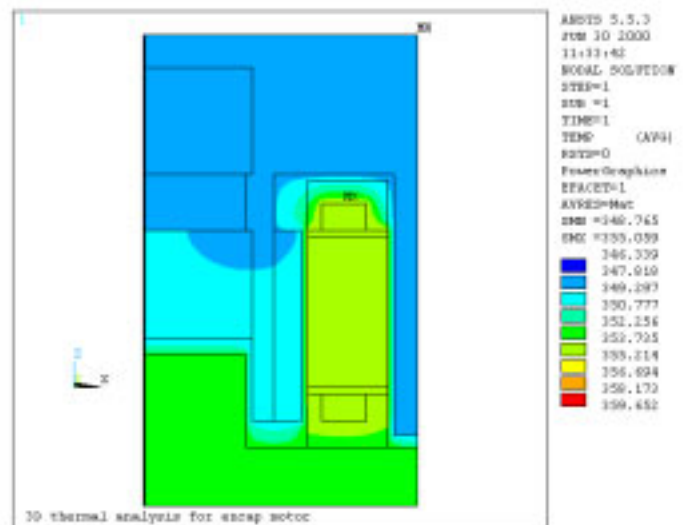 1
MX
ANSYS 5.5.3
JUN 30 2000
11:33:42
NODAL SOLUTION
STEP=1
SUB =1
TIME=1
TEMP (AVG)
RSYS=0
PowerGraphics
EFACET=1
AVRES=Mat
SMN =348.765
SMX =355.059
346.339
347.818
349.297
350.777
352.256
353.735
355.214
356.694
358.173
359.652
X
3D thermal analysis for encap motor